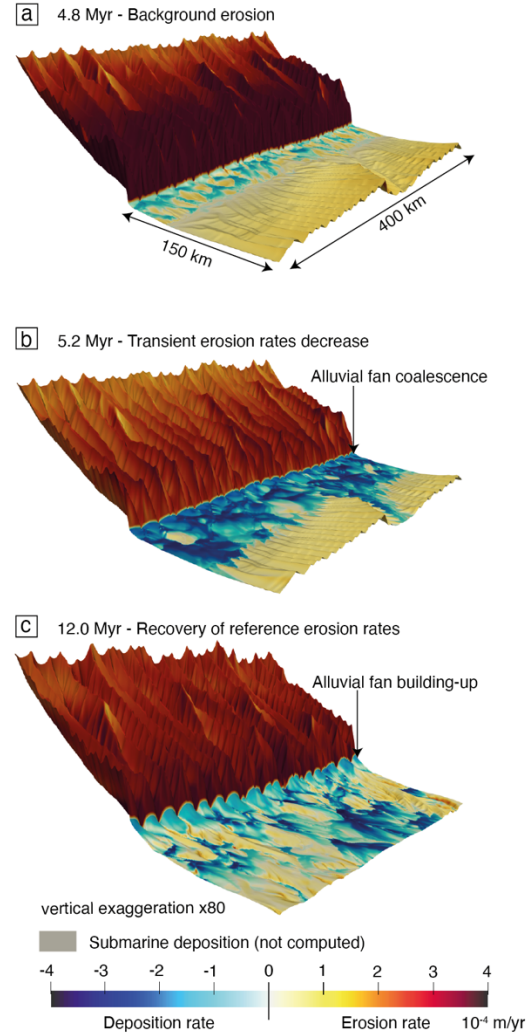 a 4.8 Myr - Background erosion
150 km
400 km
b 5.2 Myr - Transient erosion rates decrease
Alluvial fan coalescence
c 12.0 Myr - Recovery of reference erosion rates
Alluvial fan building-up
vertical exaggeration x80
Submarine deposition (not computed)
-4 -3 -2 -1 0 1 2 3 4
Deposition rate Erosion rate 10⁻⁴ m/yr